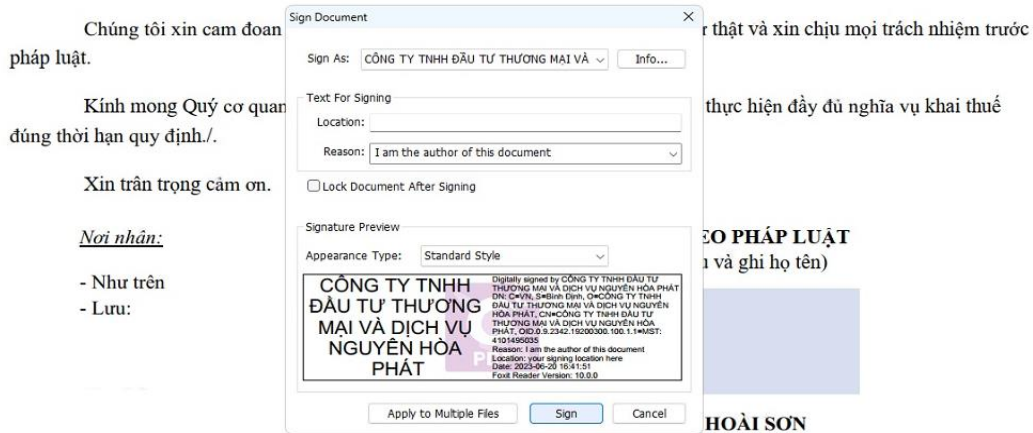 Chúng tôi xin cam đoan
thật và xin chịu mọi trách nhiệm trước
pháp luật.
Kính mong Quý cơ quan
thực hiện đầy đủ nghĩa vụ khai thuế
đúng thời hạn quy định./.
Xin trân trọng cảm ơn.
Nơi nhân:
- Như trên
- Lưu:
PHÁP LUẬT
và ghi họ tên)
HOÀI SƠN
Sign Document
Sign As: CÔNG TY TNHH ĐẦU TƯ THƯƠNG MẠI VÀ Info...
Text For Signing
Location:
Reason: I am the author of this document
Lock Document After Signing
Signature Preview
Appearance Type: Standard Style
CÔNG TY TNHH
ĐẦU TƯ THƯƠNG
MẠI VÀ DỊCH VỤ
NGUYÊN HÒA
PHÁT
Digitally signed by CÔNG TY TNHH ĐẦU TƯ
THƯƠNG MẠI VÀ DỊCH VỤ NGUYÊN HÒA PHÁT
DN: C=VN, S=Bình Định, O=CÔNG TY TNHH
ĐẦU TƯ THƯƠNG MẠI VÀ DỊCH VỤ NGUYÊN
HÒA PHÁT, CN=CÔNG TY TNHH ĐẦU TƯ
THƯƠNG MẠI VÀ DỊCH VỤ NGUYÊN HÒA
PHÁT, OID.0.9.2342.19200300.100.1.1=MST:
4101495035
Reason: I am the author of this document
Location: your signing location here
Date: 2023-06-20 16:41:51
Foxit Reader Version: 10.0.0
Apply to Multiple Files Sign Cancel